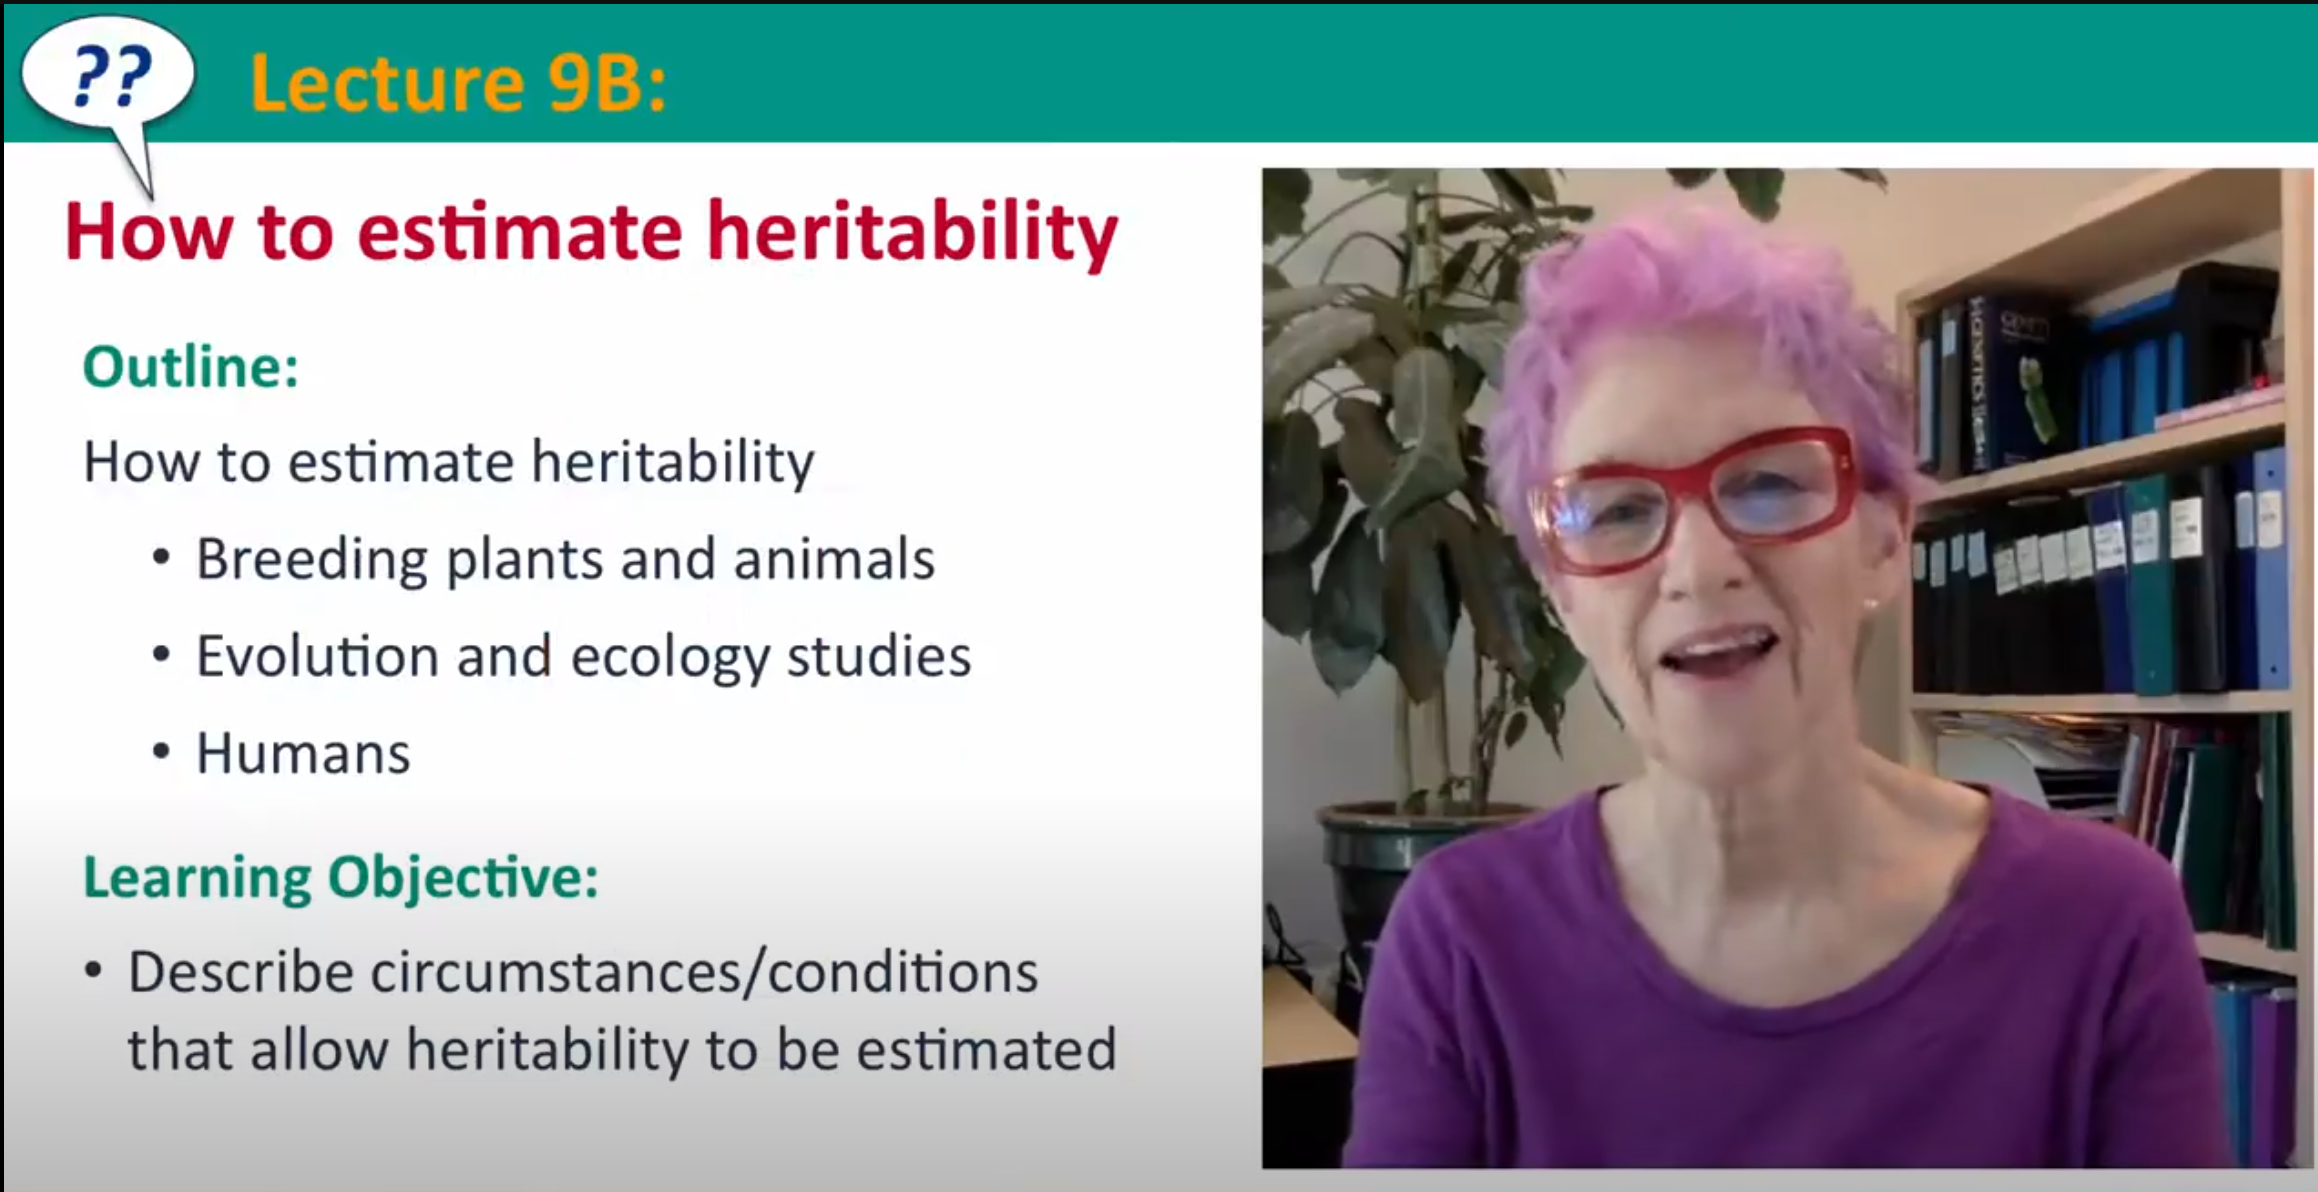 ??
Lecture 9B:
How to estimate heritability
Outline:
How to estimate heritability
• Breeding plants and animals
• Evolution and ecology studies
• Humans
Learning Objective:
• Describe circumstances/conditions
that allow heritability to be estimated